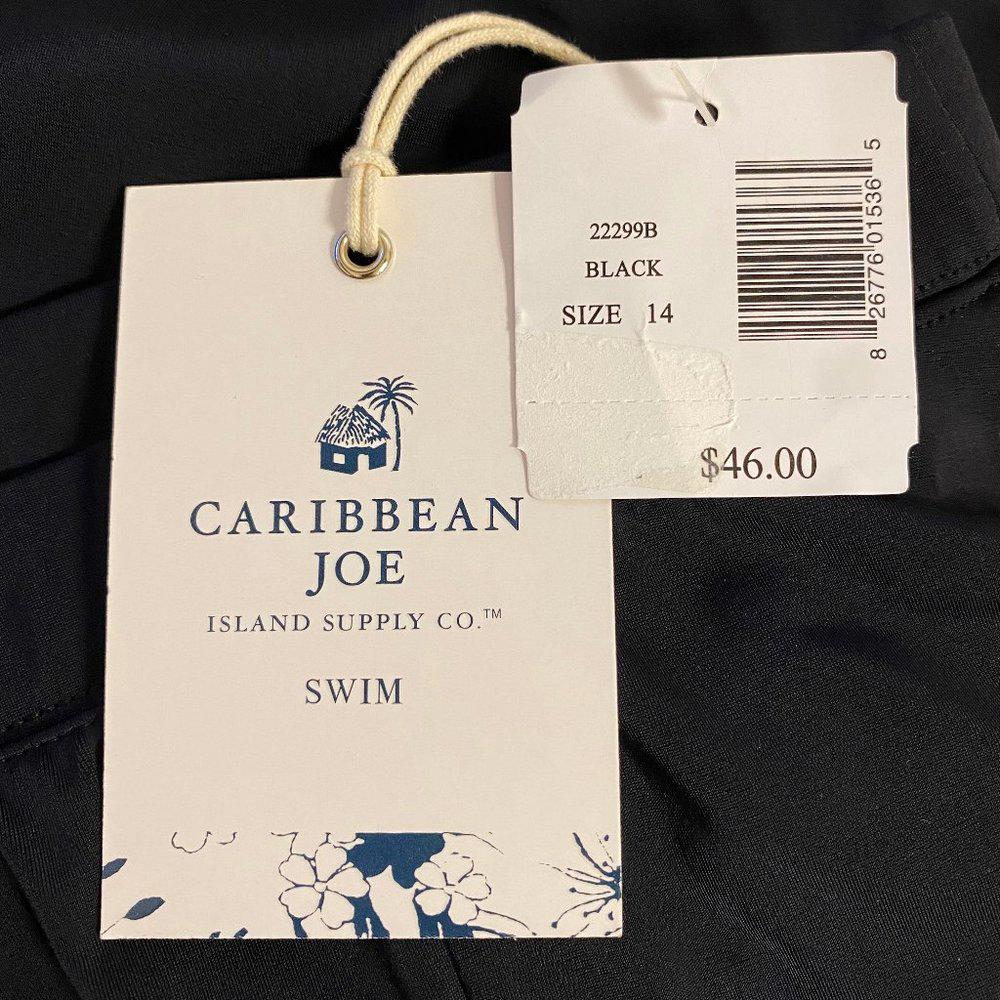 CARIBBEAN
JOE
ISLAND SUPPLY CO.™
SWIM
22299B
BLACK
SIZE 14
8 26776 01536 5
$46.00